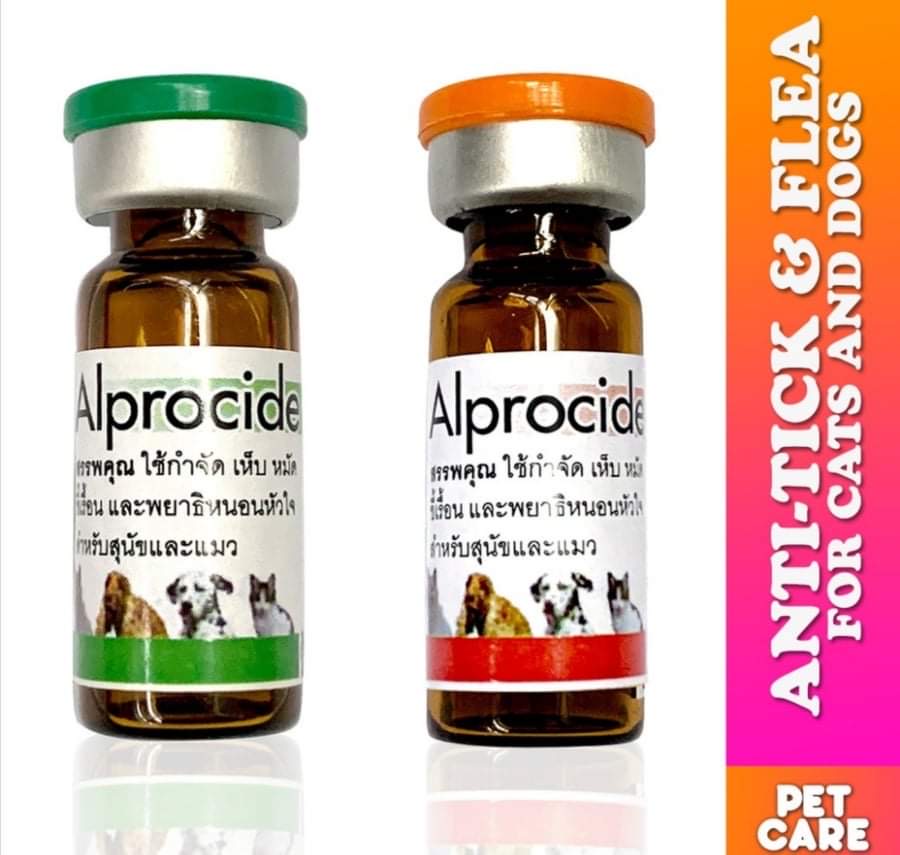 Alprocide
สรรพคุณ ใช้กำจัด เห็บ หมัด
ขี้เรื้อน และพยาธิหนอนหัวใจ
สำหรับสุนัขและแมว
Alprocide
สรรพคุณ ใช้กำจัด เห็บ หมัด
ขี้เรื้อน และพยาธิหนอนหัวใจ
สำหรับสุนัขและแมว
ANTI-TICK & FLEA
FOR CATS AND DOGS
PET
CARE